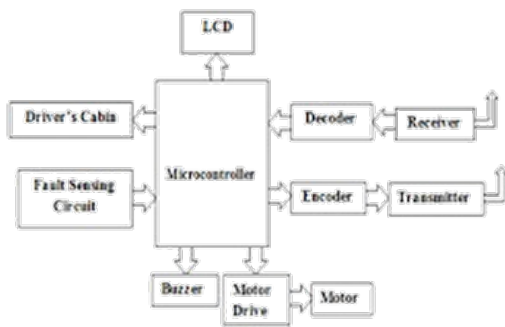 LCD
Driver's Cabin
Decoder
Receiver
Microcontroller
Fault Sensing
Circuit
Encoder
Transmitter
Buzzer
Motor
Drive
Motor